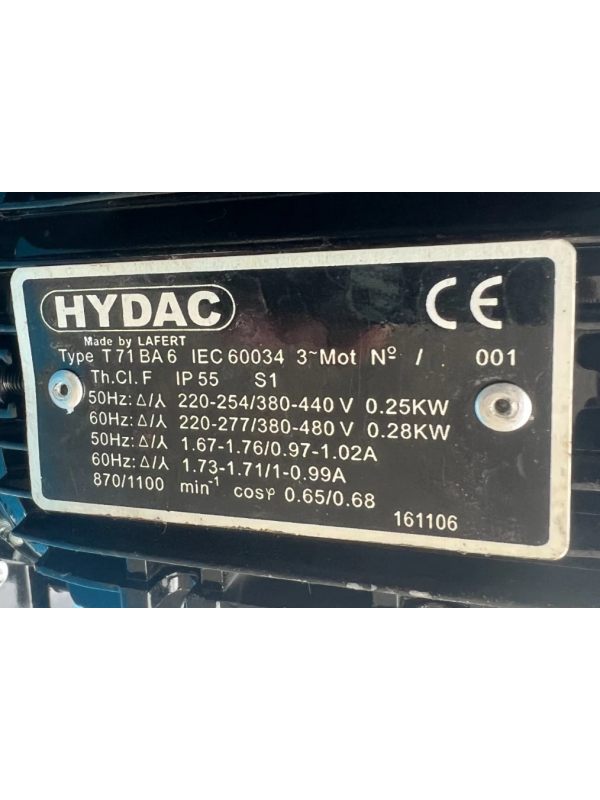 HYDAC
CE
Made by LAFERT
Type T 71 BA 6 IEC 60034 3~Mot Nº / 001
Th.Cl. F IP 55 S1
50Hz: Δ/⅄ 220-254/380-440 V 0.25KW
60Hz: Δ/⅄ 220-277/380-480 V 0.28KW
50Hz: Δ/⅄ 1.67-1.76/0.97-1.02A
60Hz: Δ/⅄ 1.73-1.71/1-0.99A
870/1100 min⁻¹ cosφ 0.65/0.68
161106